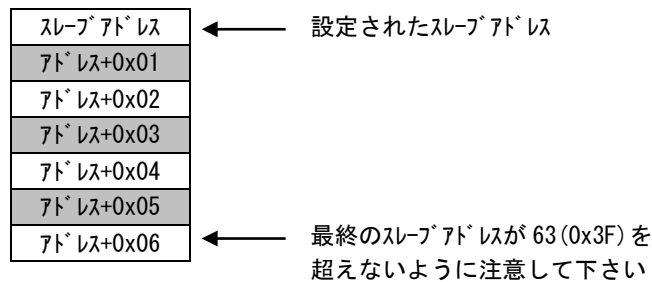 ｽﾚｰﾌﾞｱﾄﾞﾚｽ
設定されたｽﾚｰﾌﾞｱﾄﾞﾚｽ
ｱﾄﾞﾚｽ+0x01
ｱﾄﾞﾚｽ+0x02
ｱﾄﾞﾚｽ+0x03
ｱﾄﾞﾚｽ+0x04
ｱﾄﾞﾚｽ+0x05
ｱﾄﾞﾚｽ+0x06
最終のｽﾚｰﾌﾞｱﾄﾞﾚｽが 63(0x3F)を
超えないように注意して下さい